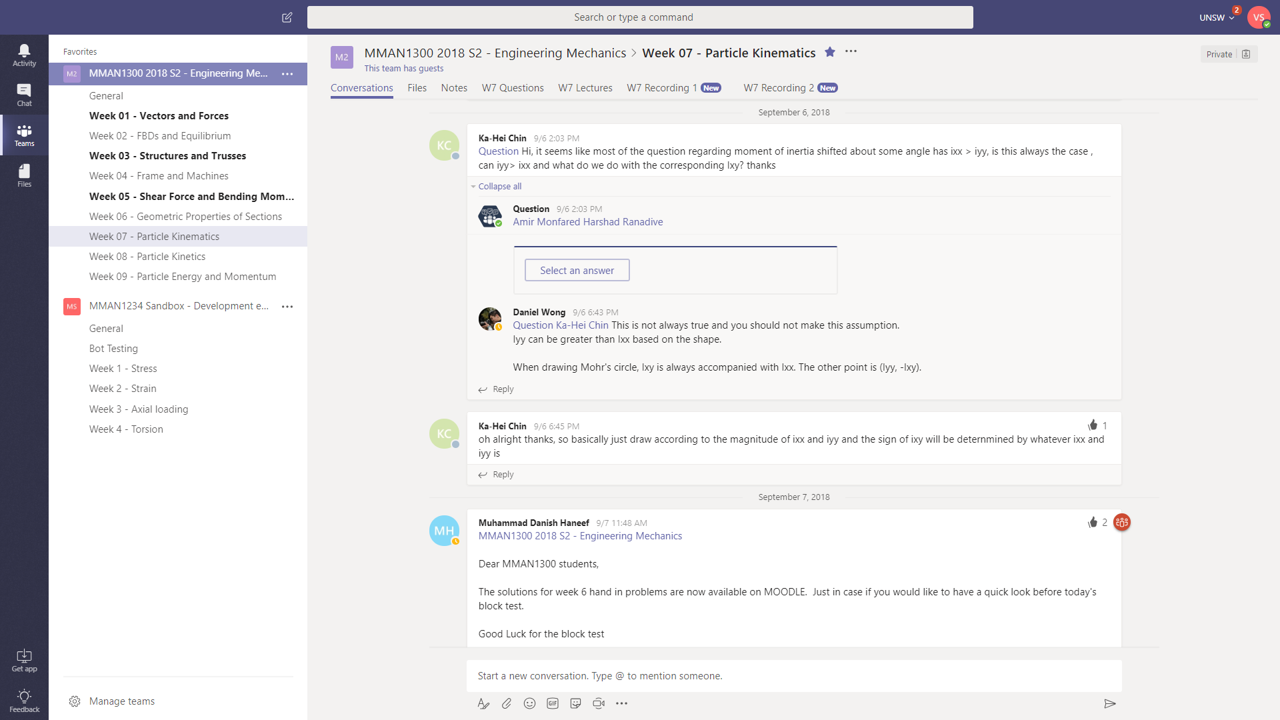 Search or type a command
UNSW
2
VS
Activity
Chat
Teams
Files
Get app
Feedback
Favorites
M2 MMAN1300 2018 S2 - Engineering Me... ...
General
Week 01 - Vectors and Forces
Week 02 - FBDs and Equilibrium
Week 03 - Structures and Trusses
Week 04 - Frame and Machines
Week 05 - Shear Force and Bending Mom...
Week 06 - Geometric Properties of Sections
Week 07 - Particle Kinematics
Week 08 - Particle Kinetics
Week 09 - Particle Energy and Momentum
MS MMAN1234 Sandbox - Development e... ...
General
Bot Testing
Week 1 - Stress
Week 2 - Strain
Week 3 - Axial loading
Week 4 - Torsion
Manage teams
M2 MMAN1300 2018 S2 - Engineering Mechanics > Week 07 - Particle Kinematics ...
This team has guests
Private
Conversations Files Notes W7 Questions W7 Lectures W7 Recording 1 New W7 Recording 2 New
September 6, 2018
KC
Ka-Hei Chin 9/6 2:03 PM
Question Hi, it seems like most of the question regarding moment of inertia shifted about some angle has ixx > iyy, is this always the case ,
can iyy> ixx and what do we do with the corresponding Ixy? thanks
Collapse all
Question 9/6 2:03 PM
Amir Monfared Harshad Ranadive
Select an answer
Daniel Wong 9/6 6:43 PM
Question Ka-Hei Chin This is not always true and you should not make this assumption.
Iyy can be greater than Ixx based on the shape.
When drawing Mohr's circle, Ixy is always accompanied with Ixx. The other point is (Iyy, -Ixy).
Reply
KC
Ka-Hei Chin 9/6 6:45 PM
1
oh alright thanks, so basically just draw according to the magnitude of ixx and iyy and the sign of ixy will be determnined by whatever ixx and
iyy is
Reply
September 7, 2018
MH
Muhammad Danish Haneef 9/7 11:48 AM
2
MMAN1300 2018 S2 - Engineering Mechanics
Dear MMAN1300 students,
The solutions for week 6 hand in problems are now available on MOODLE. Just in case if you would like to have a quick look before today's
block test.
Good Luck for the block test
Start a new conversation. Type @ to mention someone.
GIF
...